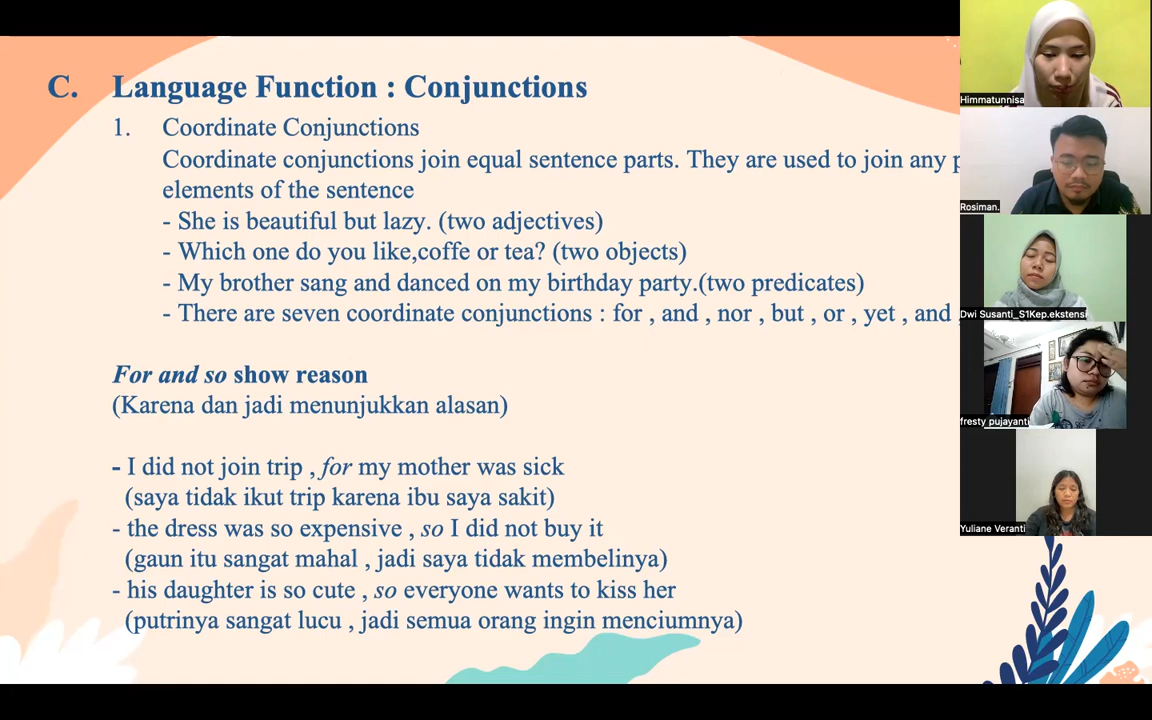 C. Language Function : Conjunctions
1. Coordinate Conjunctions
Coordinate conjunctions join equal sentence parts. They are used to join any
elements of the sentence
- She is beautiful but lazy. (two adjectives)
- Which one do you like,coffe or tea? (two objects)
- My brother sang and danced on my birthday party.(two predicates)
- There are seven coordinate conjunctions : for , and , nor , but , or , yet , and
For and so show reason
(Karena dan jadi menunjukkan alasan)
- I did not join trip , for my mother was sick
(saya tidak ikut trip karena ibu saya sakit)
- the dress was so expensive , so I did not buy it
(gaun itu sangat mahal , jadi saya tidak membelinya)
- his daughter is so cute , so everyone wants to kiss her
(putrinya sangat lucu , jadi semua orang ingin menciumnya)
Himmatunnisa
Rosiman.
Dwi Susanti_S1Kep.ekstensi
fresty pujayanti
Yuliane Veranti